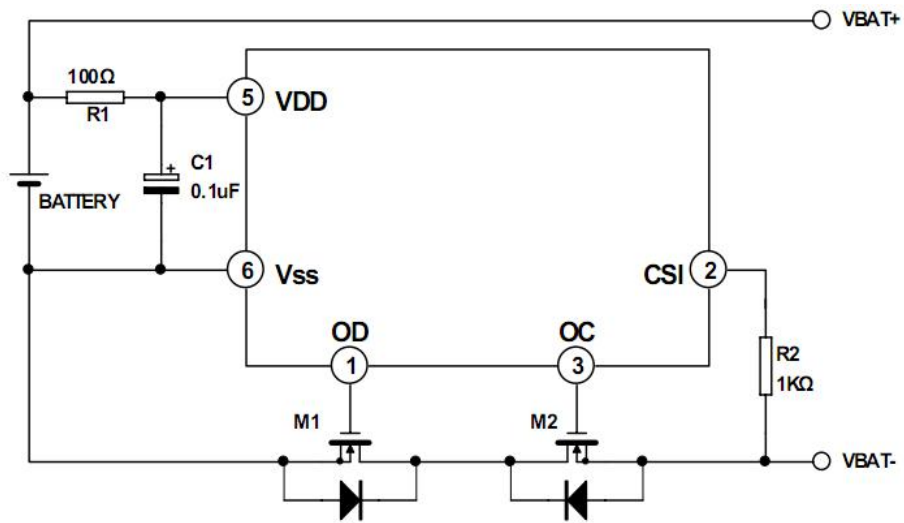 VBAT+
100Ω
R1
5
VDD
C1
+
0.1uF
BATTERY
6
Vss
CSI
2
OD
OC
1
3
R2
1KΩ
M1
M2
VBAT-